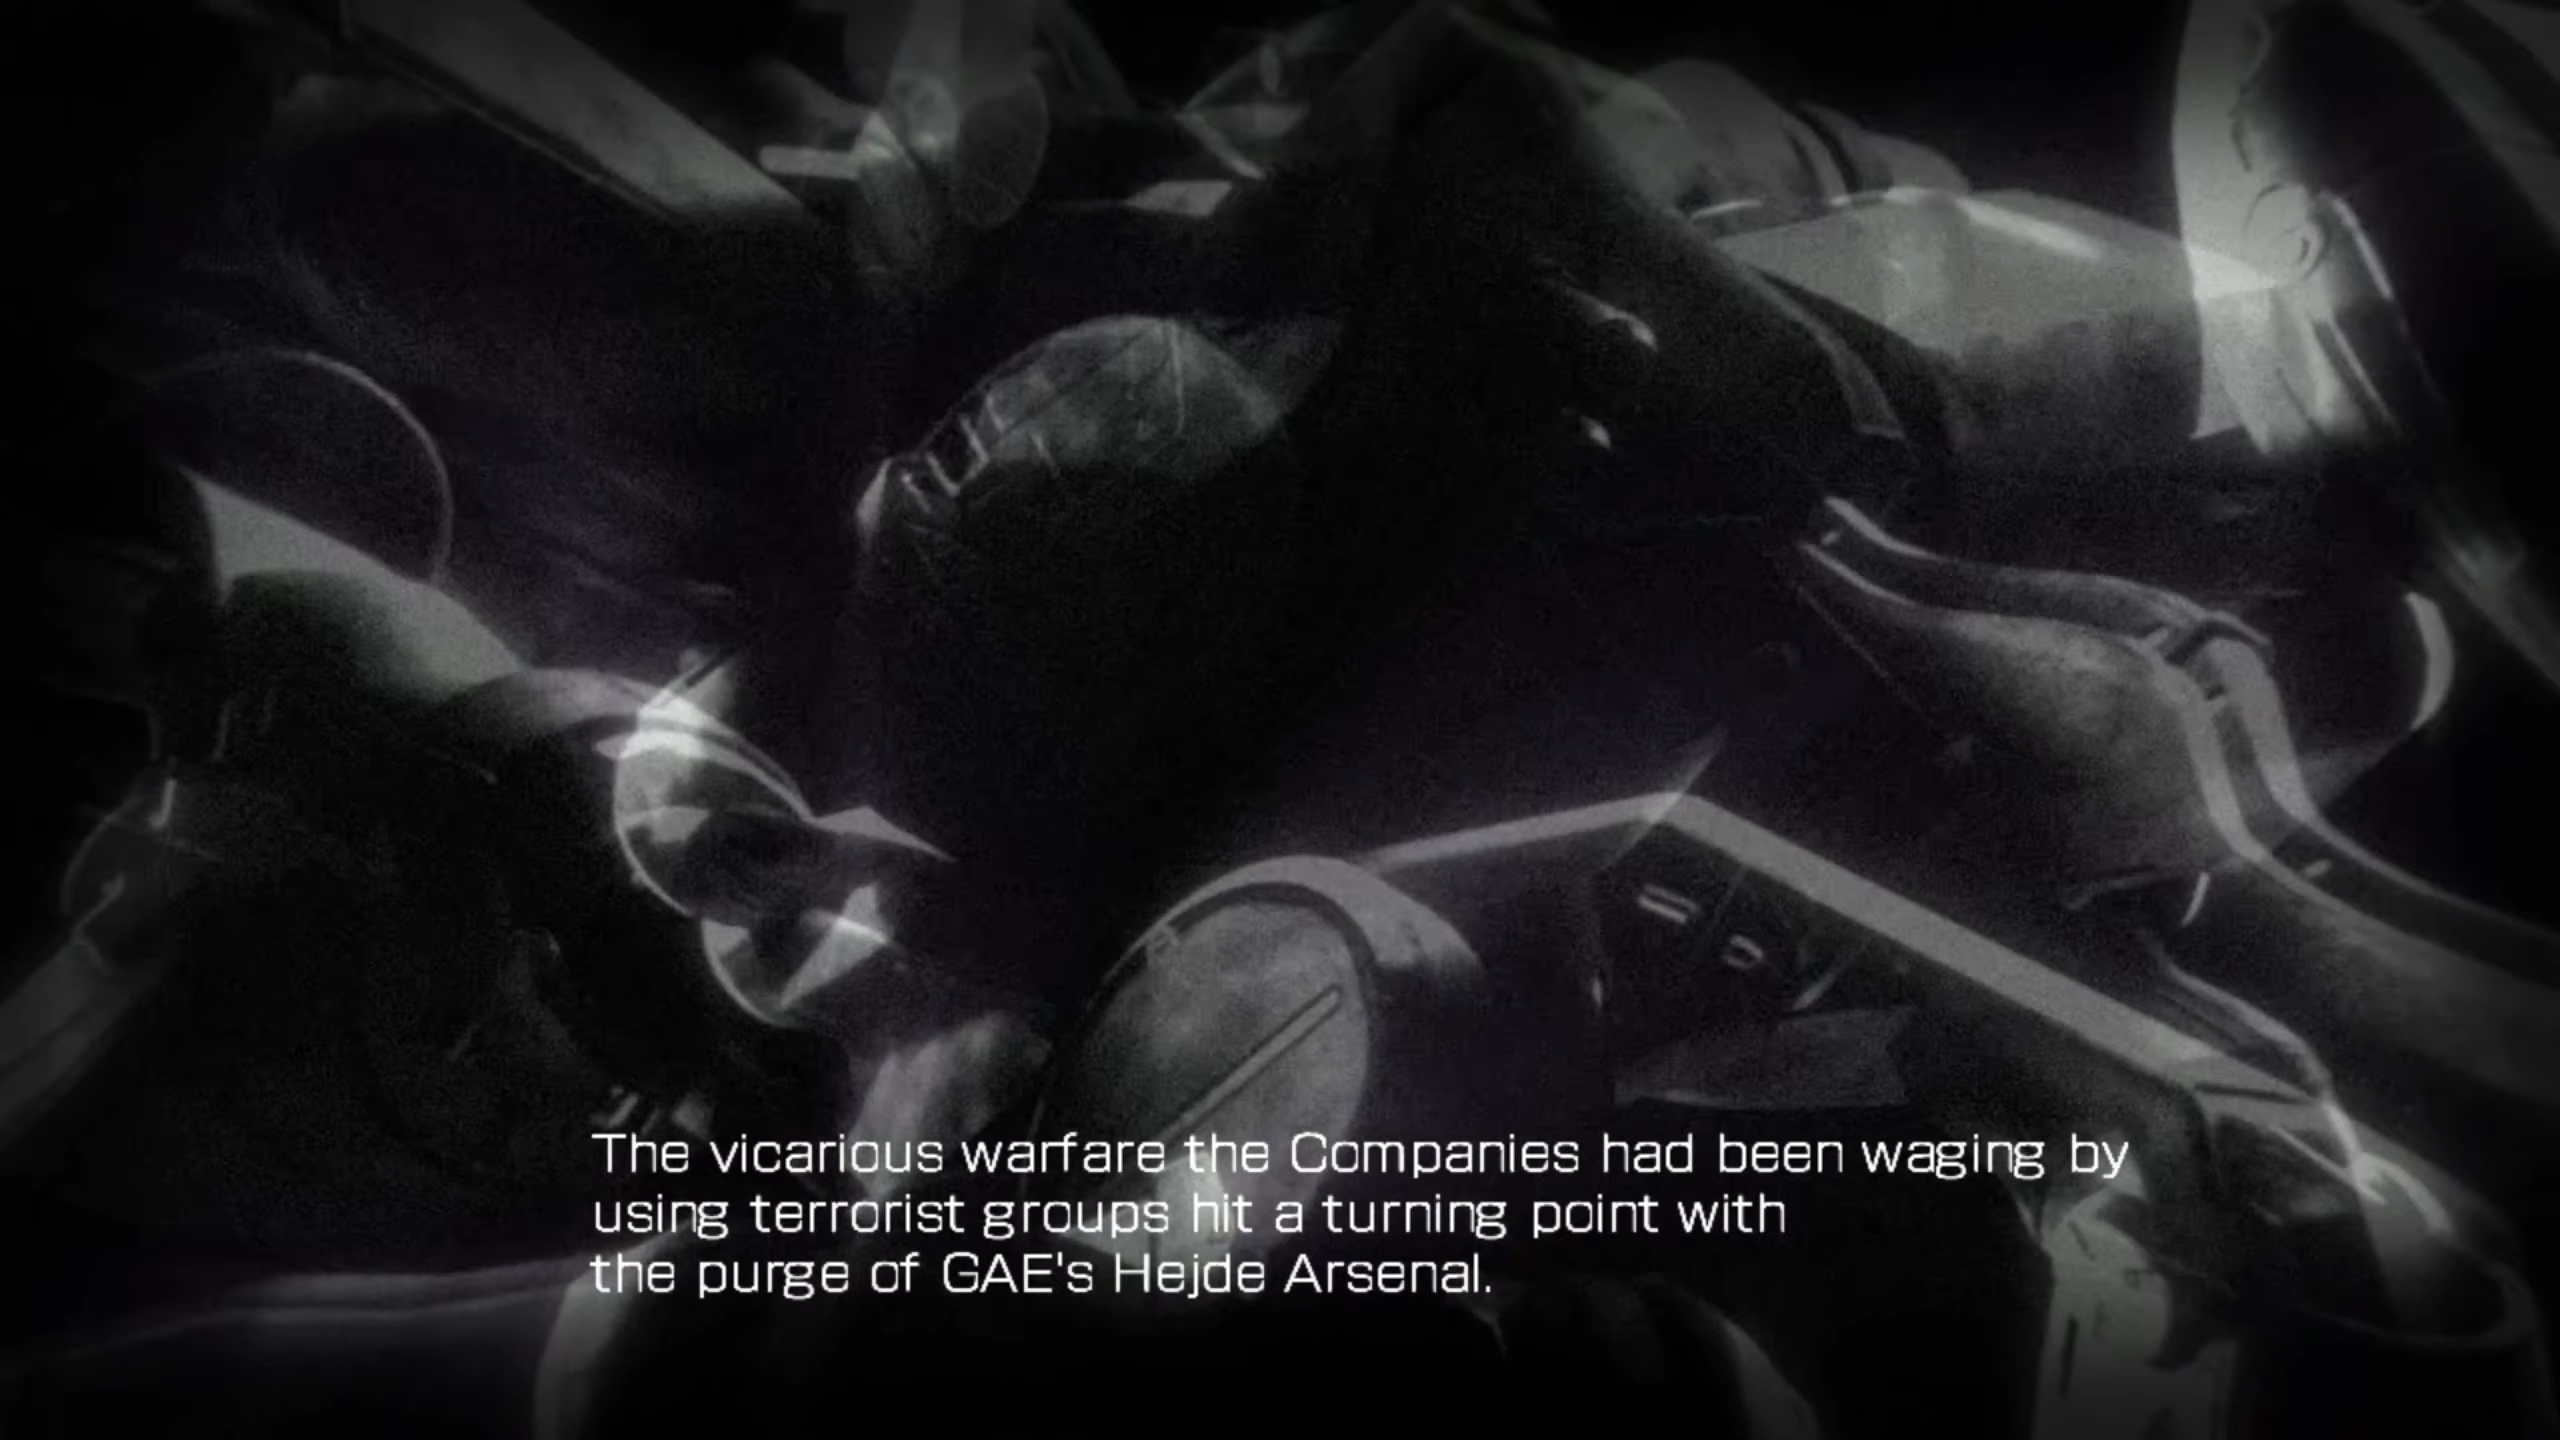 The vicarious warfare the Companies had been waging by
using terrorist groups hit a turning point with
the purge of GAE's Hejde Arsenal.